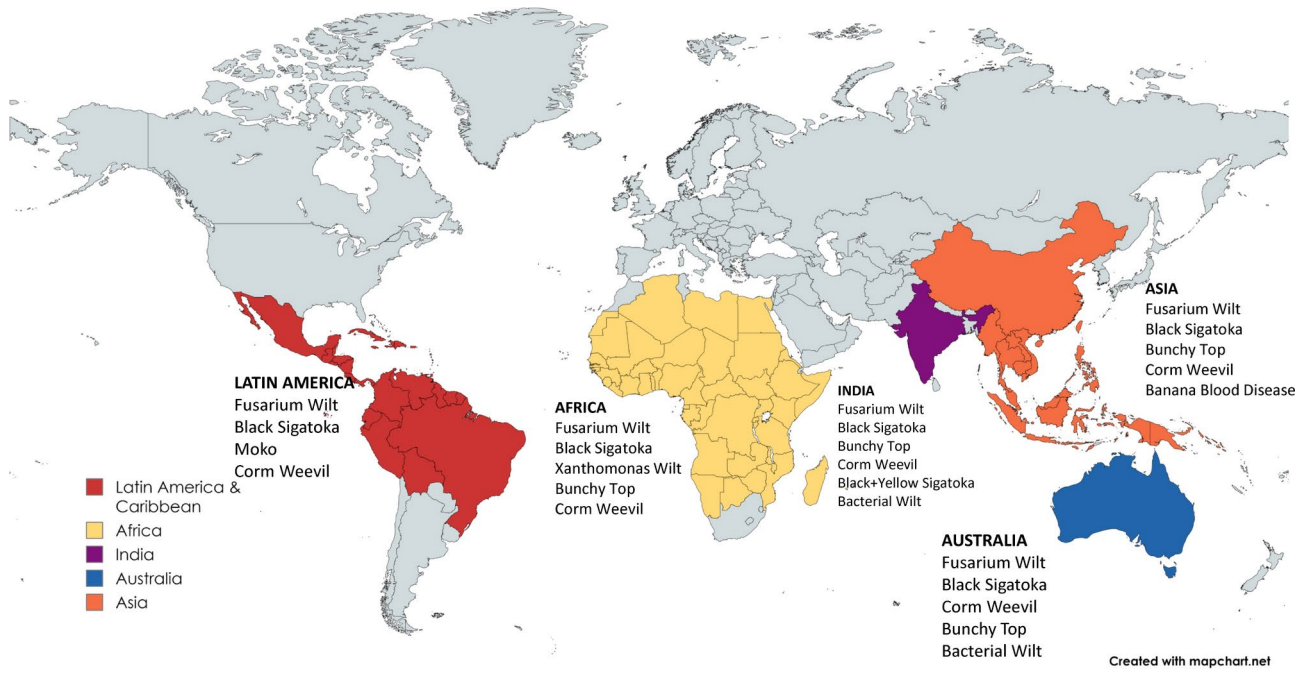 LATIN AMERICA
Fusarium Wilt
Black Sigatoka
Moko
Corm Weevil
Latin America &
Caribbean
Africa
India
Australia
Asia
AFRICA
Fusarium Wilt
Black Sigatoka
Xanthomonas Wilt
Bunchy Top
Corm Weevil
INDIA
Fusarium Wilt
Black Sigatoka
Bunchy Top
Corm Weevil
Black+Yellow Sigatoka
Bacterial Wilt
ASIA
Fusarium Wilt
Black Sigatoka
Bunchy Top
Corm Weevil
Banana Blood Disease
AUSTRALIA
Fusarium Wilt
Black Sigatoka
Corm Weevil
Bunchy Top
Bacterial Wilt
Created with mapchart.net